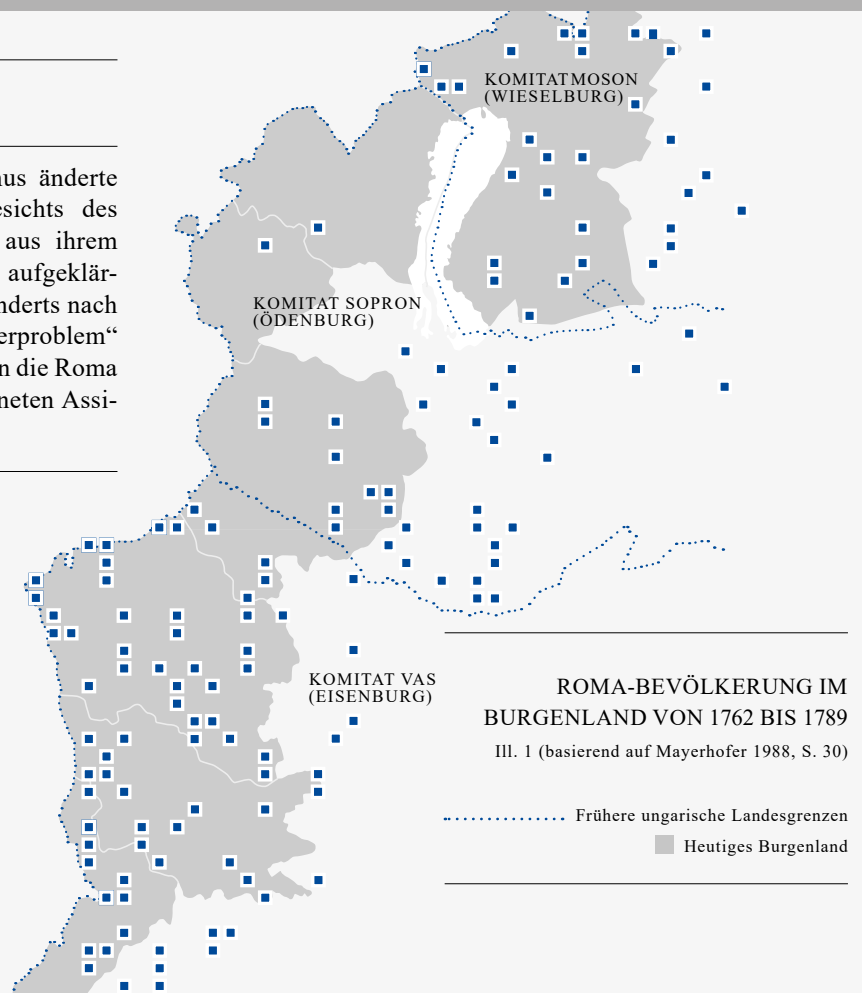 us änderte
esichts des
aus ihrem
aufgeklär-
nderts nach
erproblem“
n die Roma
neten Assi-
KOMITAT MOSON
(WIESELBURG)
KOMITAT SOPRON
(ÖDENBURG)
KOMITAT VAS
(EISENBURG)
ROMA-BEVÖLKERUNG IM
BURGENLAND VON 1762 BIS 1789
Ill. 1 (basierend auf Mayerhofer 1988, S. 30)
Frühere ungarische Landesgrenzen
Heutiges Burgenland